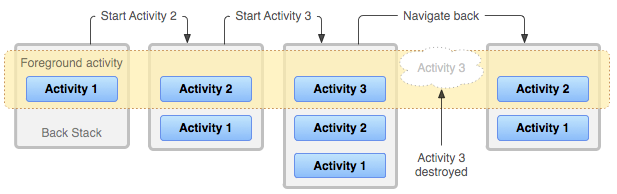 Start Activity 2
Start Activity 3
Navigate back
Foreground activity
Activity 1
Activity 2
Activity 3
Activity 3
Activity 2
Back Stack
Activity 1
Activity 2
Activity 1
Activity 1
Activity 3
destroyed